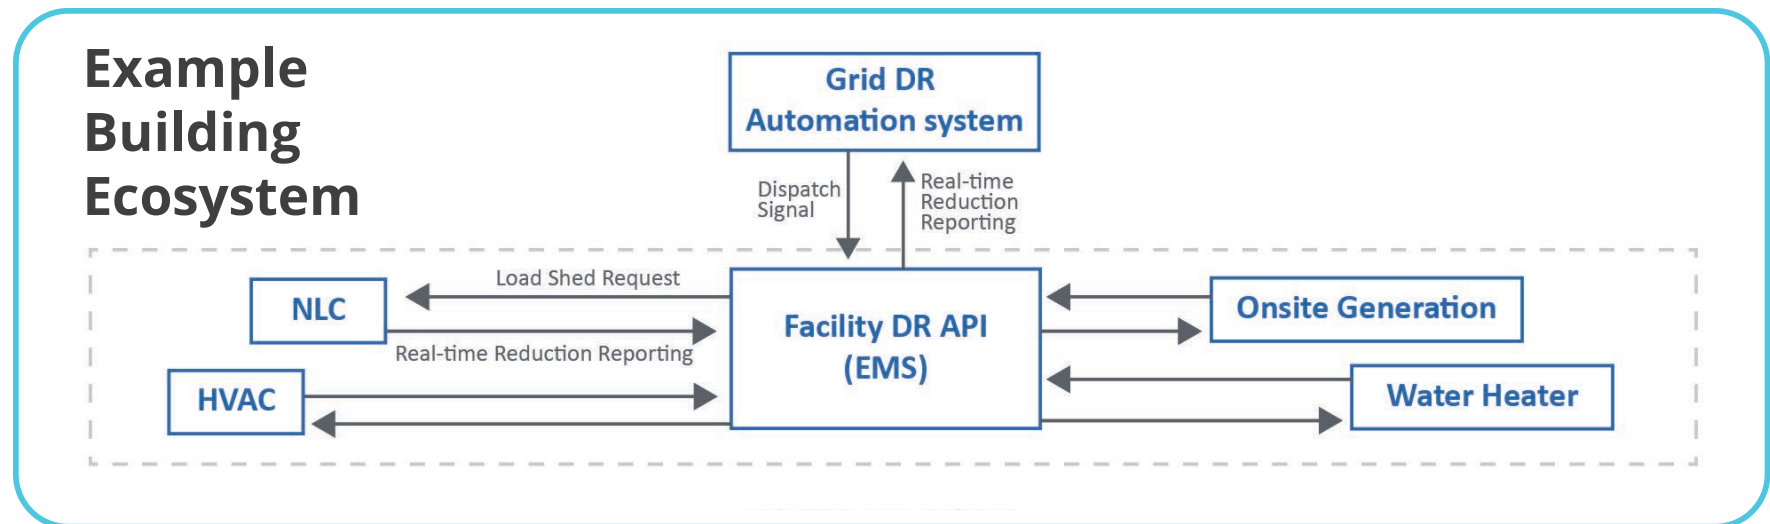 Example
Building
Ecosystem
Grid DR
Automation system
Dispatch
Signal
Real-time
Reduction
Reporting
Load Shed Request
NLC
Real-time Reduction Reporting
HVAC
Facility DR API
(EMS)
Onsite Generation
Water Heater